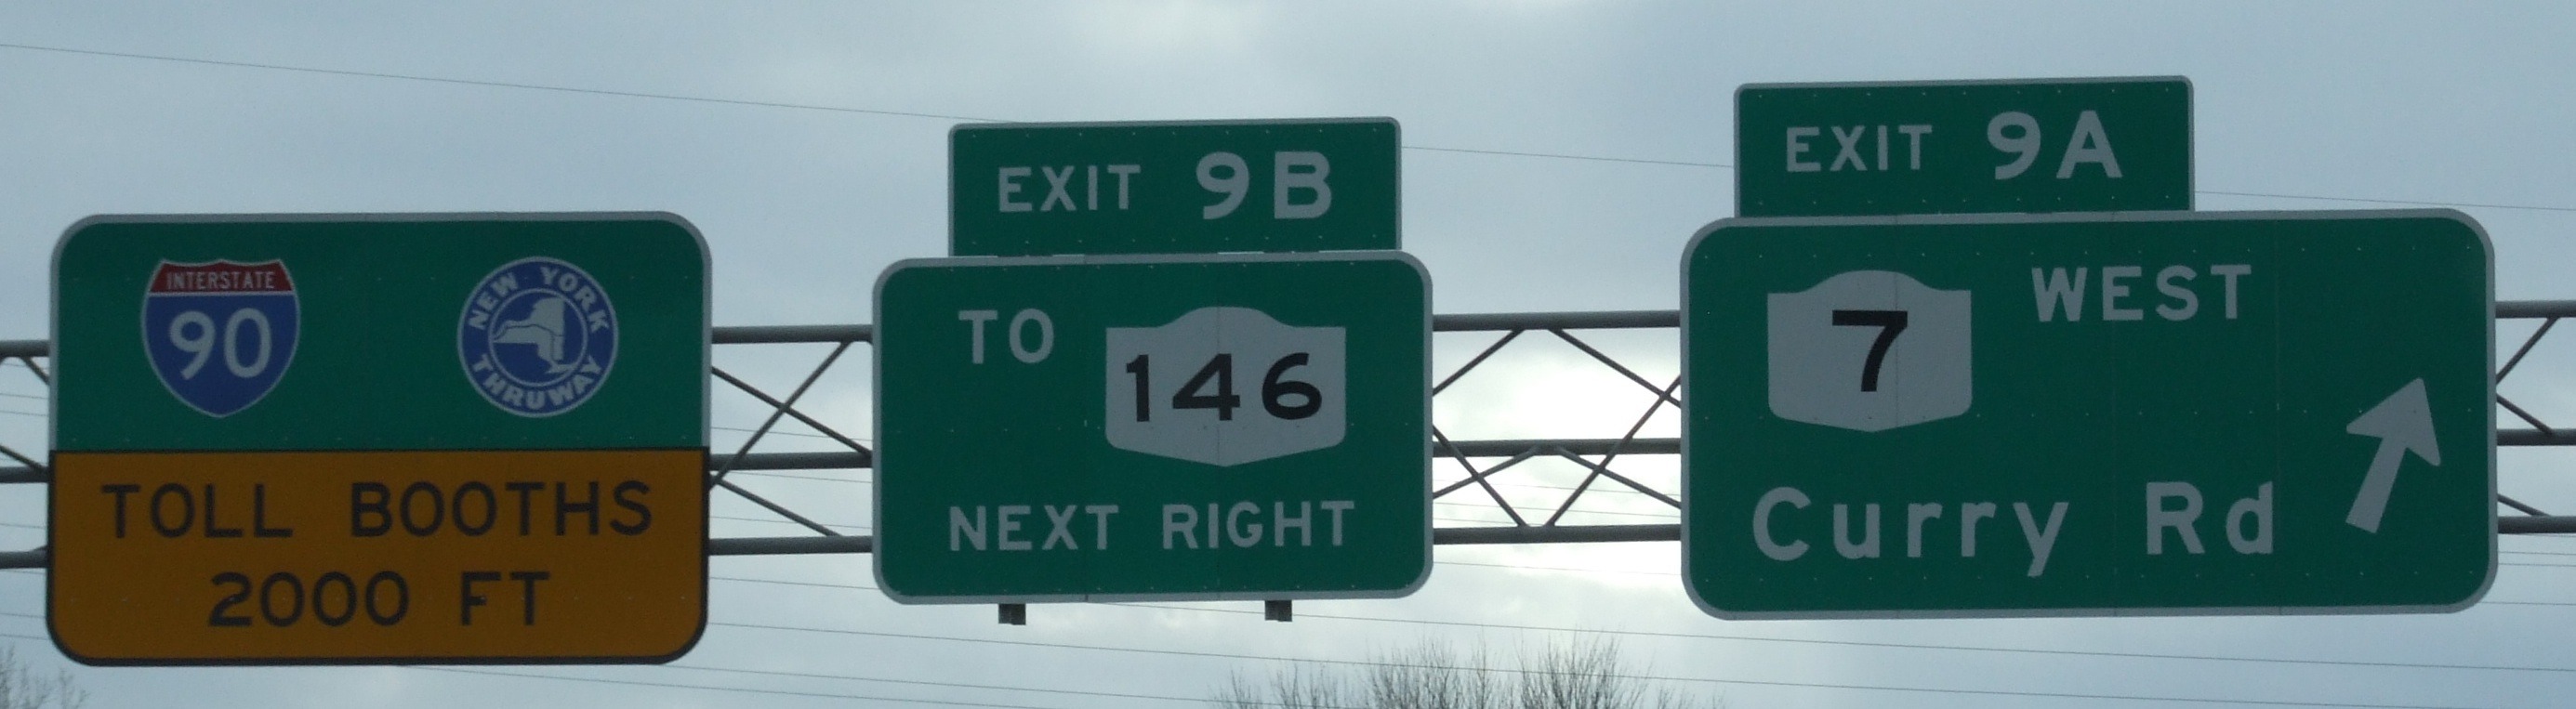 INTERSTATE
90
NEW YORK
THRUWAY
TOLL BOOTHS
2000 FT
EXIT 9B
TO 146
NEXT RIGHT
EXIT 9A
7 WEST
Curry Rd